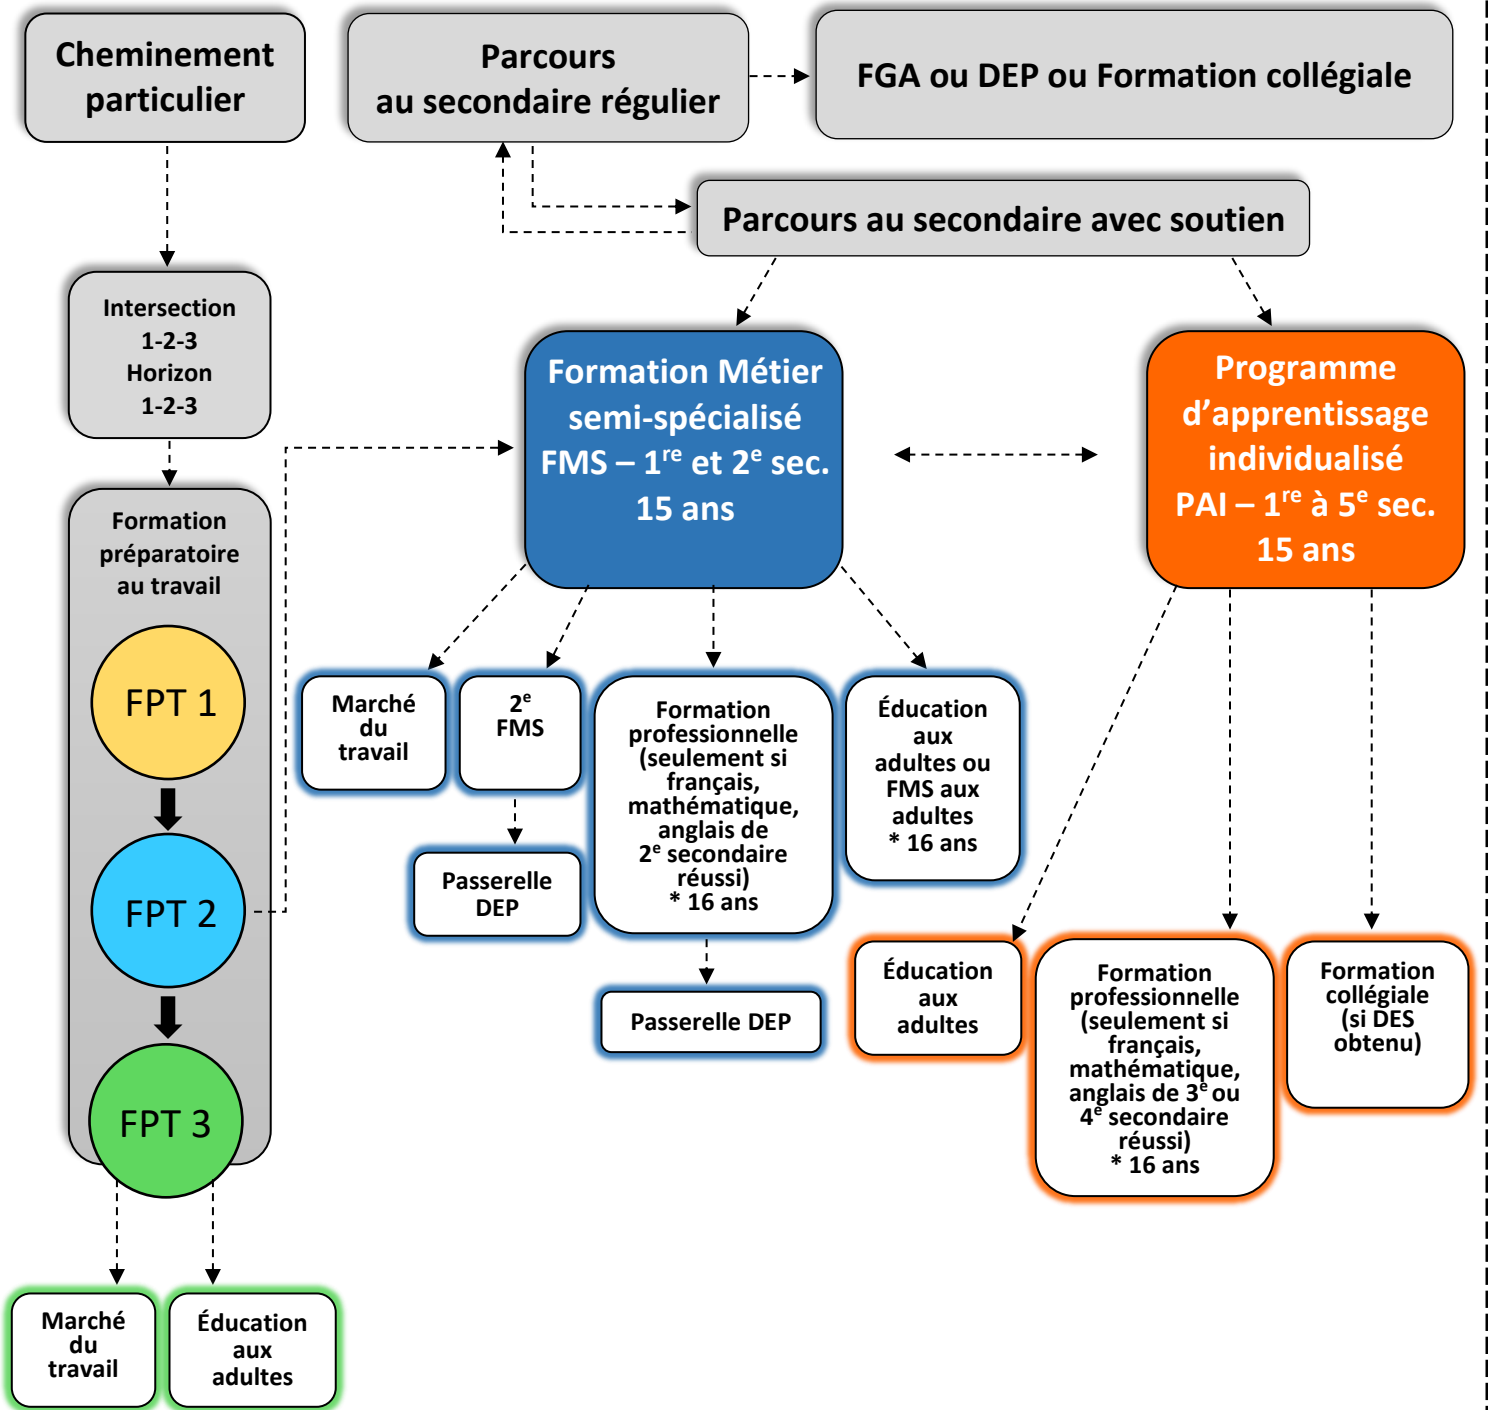 Cheminement
particulier
Parcours
au secondaire régulier
FGA ou DEP ou Formation collégiale
Parcours au secondaire avec soutien
Intersection
1-2-3
Horizon
1-2-3
Formation Métier
semi-spécialisé
FMS – 1re et 2e sec.
15 ans
Programme
d’apprentissage
individualisé
PAI – 1re à 5e sec.
15 ans
Formation
préparatoire
au travail
FPT 1
FPT 2
FPT 3
Marché
du
travail
2e
FMS
Formation
professionnelle
(seulement si
français,
mathématique,
anglais de
2e secondaire
réussi)
* 16 ans
Éducation
aux
adultes ou
FMS aux
adultes
* 16 ans
Passerelle
DEP
Passerelle DEP
Éducation
aux
adultes
Formation
professionnelle
(seulement si
français,
mathématique,
anglais de 3e ou
4e secondaire
réussi)
* 16 ans
Formation
collégiale
(si DES
obtenu)
Marché
du
travail
Éducation
aux
adultes